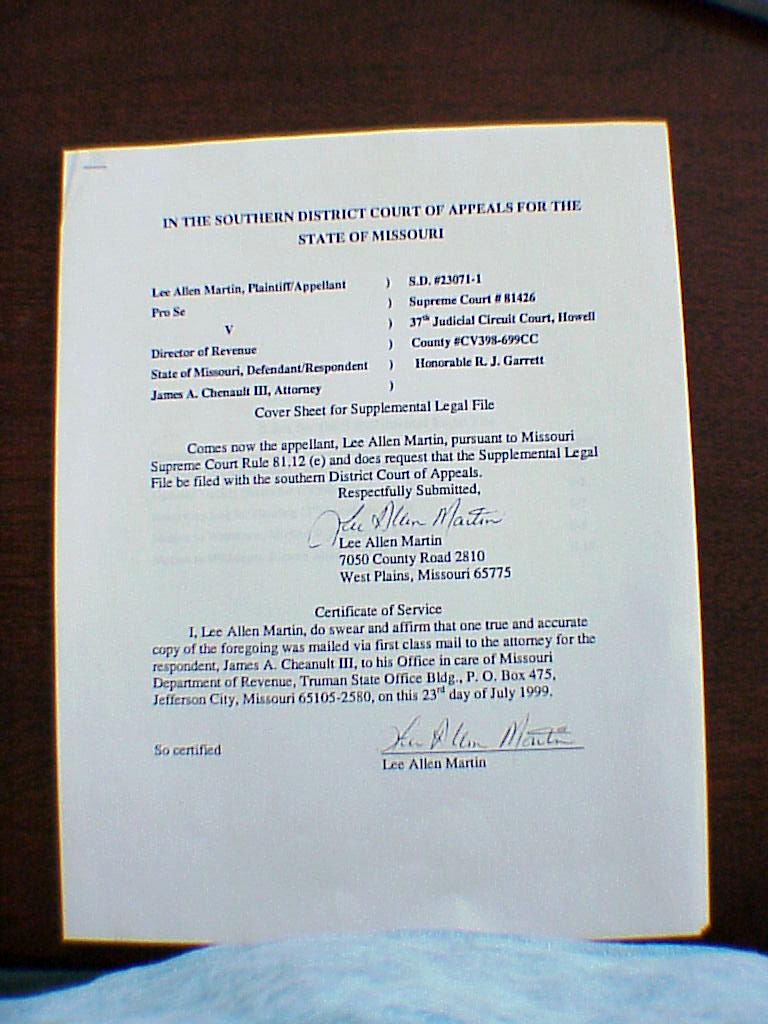 IN THE SOUTHERN DISTRICT COURT OF APPEALS FOR THE
STATE OF MISSOURI
Lee Allen Martin, Plaintiff/Appellant ) S.D. #23071-1
Pro Se ) Supreme Court # 81426
V ) 37th Judicial Circuit Court, Howell
Director of Revenue ) County #CV398-699CC
State of Missouri, Defendant/Respondent ) Honorable R. J. Garrett
James A. Chenault III, Attorney )
Cover Sheet for Supplemental Legal File
Comes now the appellant, Lee Allen Martin, pursuant to Missouri
Supreme Court Rule 81.12 (e) and does request that the Supplemental Legal
File be filed with the southern District Court of Appeals.
Respectfully Submitted,
Lee Allen Martin
Lee Allen Martin
7050 County Road 2810
West Plains, Missouri 65775
Certificate of Service
I, Lee Allen Martin, do swear and affirm that one true and accurate
copy of the foregoing was mailed via first class mail to the attorney for the
respondent, James A. Cheanult III, to his Office in care of Missouri
Department of Revenue, Truman State Office Bldg., P. O. Box 475,
Jefferson City, Missouri 65105-2580, on this 23rd day of July 1999.
Lee Allen Martin
So certified
Lee Allen Martin